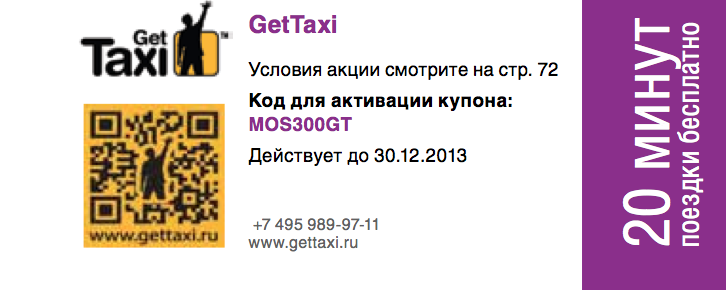 Get
Taxi™
GetTaxi
Условия акции смотрите на стр. 72
Код для активации купона:
MOS300GT
Действует до 30.12.2013
www.gettaxi.ru
+7 495 989-97-11
www.gettaxi.ru
20 минут
поездки бесплатно